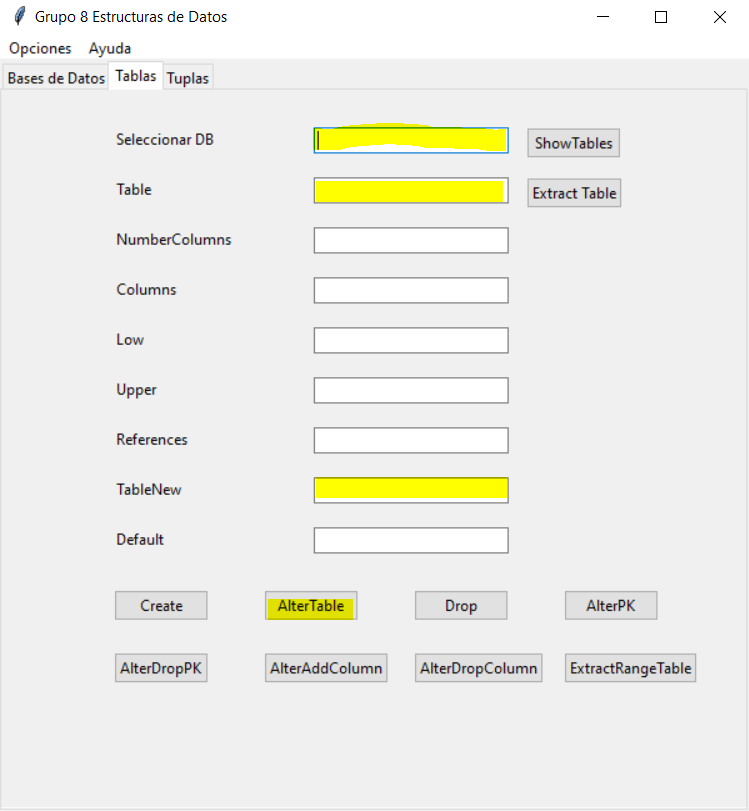 Grupo 8 Estructuras de Datos
Opciones Ayuda
Bases de Datos Tablas Tuplas
Seleccionar DB ShowTables
Table Extract Table
NumberColumns
Columns
Low
Upper
References
TableNew
Default
Create AlterTable Drop AlterPK
AlterDropPK AlterAddColumn AlterDropColumn ExtractRangeTable